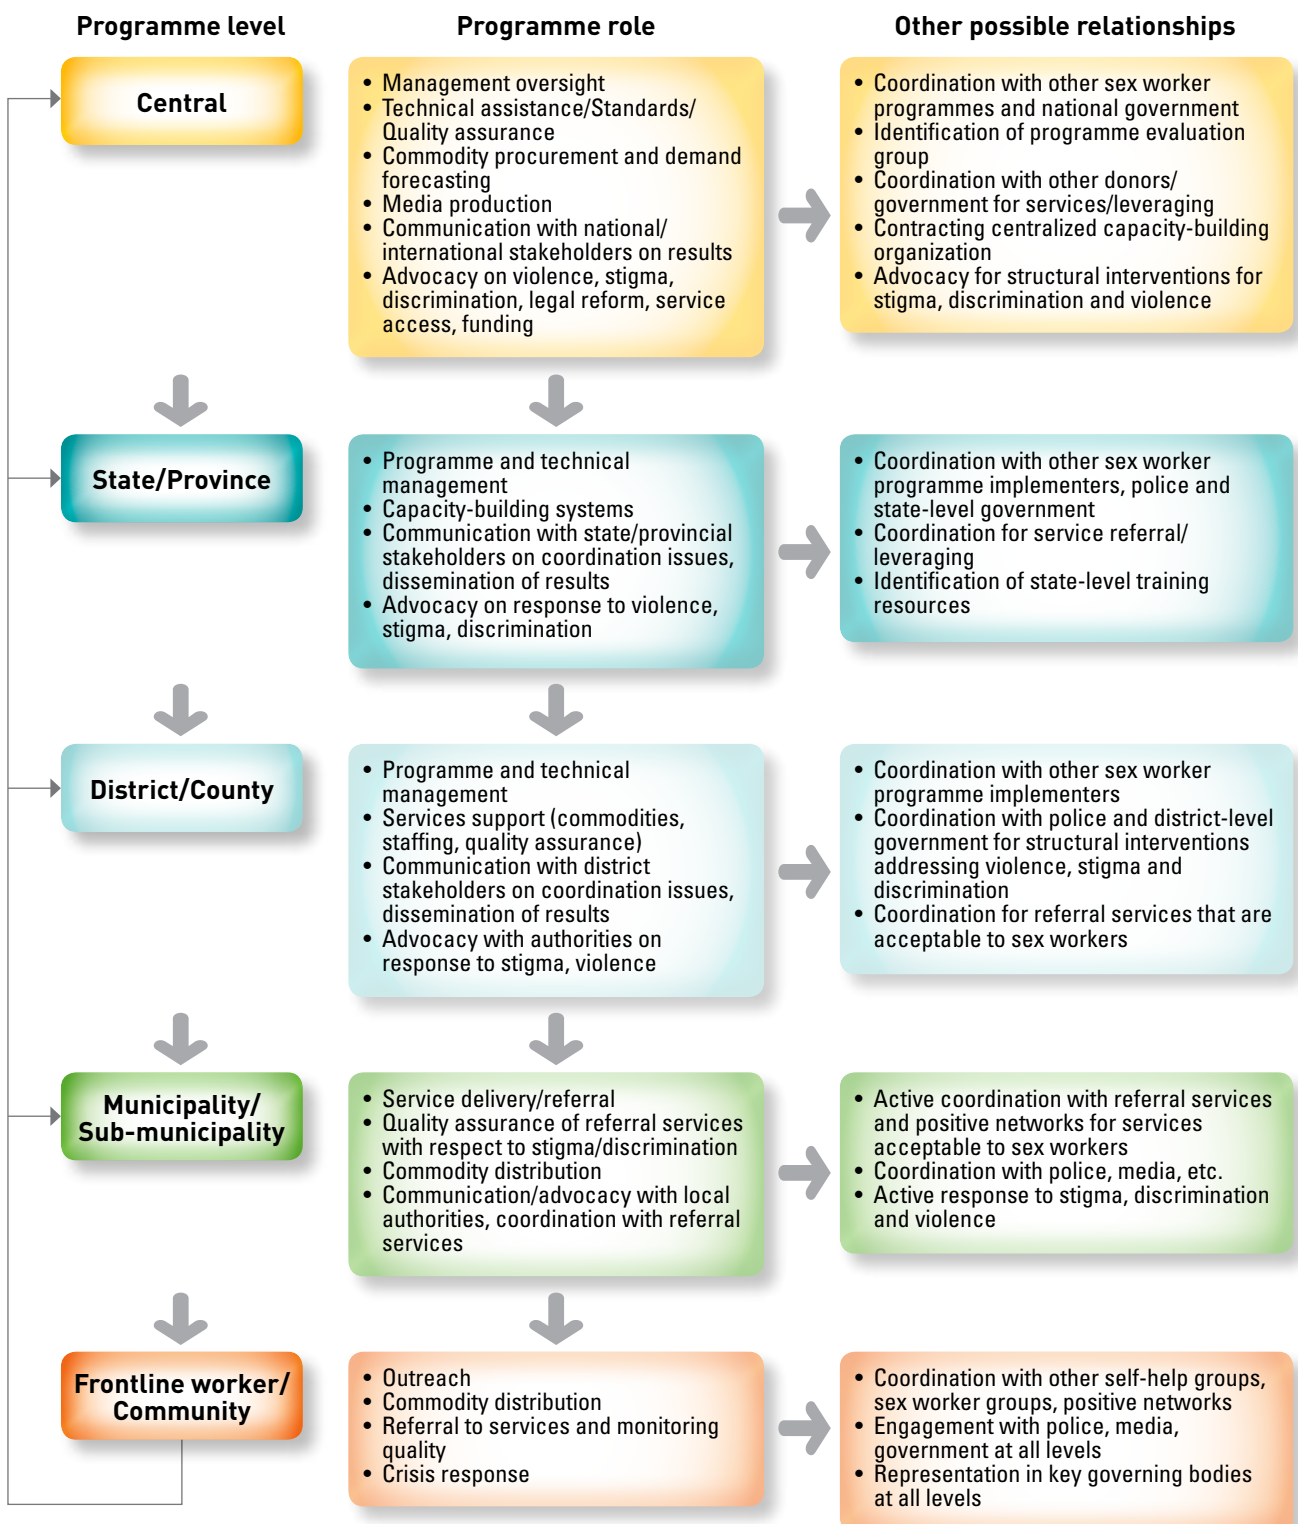 Programme level
Programme role
Other possible relationships
Central
• Management oversight
• Technical assistance/Standards/
Quality assurance
• Commodity procurement and demand
forecasting
• Media production
• Communication with national/
international stakeholders on results
• Advocacy on violence, stigma,
discrimination, legal reform, service
access, funding
• Coordination with other sex worker
programmes and national government
• Identification of programme evaluation
group
• Coordination with other donors/
government for services/leveraging
• Contracting centralized capacity-building
organization
• Advocacy for structural interventions for
stigma, discrimination and violence
State/Province
• Programme and technical
management
• Capacity-building systems
• Communication with state/provincial
stakeholders on coordination issues,
dissemination of results
• Advocacy on response to violence,
stigma, discrimination
• Coordination with other sex worker
programme implementers, police and
state-level government
• Coordination for service referral/
leveraging
• Identification of state-level training
resources
District/County
• Programme and technical
management
• Services support (commodities,
staffing, quality assurance)
• Communication with district
stakeholders on coordination issues,
dissemination of results
• Advocacy with authorities on
response to stigma, violence
• Coordination with other sex worker
programme implementers
• Coordination with police and district-level
government for structural interventions
addressing violence, stigma and
discrimination
• Coordination for referral services that are
acceptable to sex workers
Municipality/
Sub-municipality
• Service delivery/referral
• Quality assurance of referral services
with respect to stigma/discrimination
• Commodity distribution
• Communication/advocacy with local
authorities, coordination with referral
services
• Active coordination with referral services
and positive networks for services
acceptable to sex workers
• Coordination with police, media, etc.
• Active response to stigma, discrimination
and violence
Frontline worker/
Community
• Outreach
• Commodity distribution
• Referral to services and monitoring
quality
• Crisis response
• Coordination with other self-help groups,
sex worker groups, positive networks
• Engagement with police, media,
government at all levels
• Representation in key governing bodies
at all levels